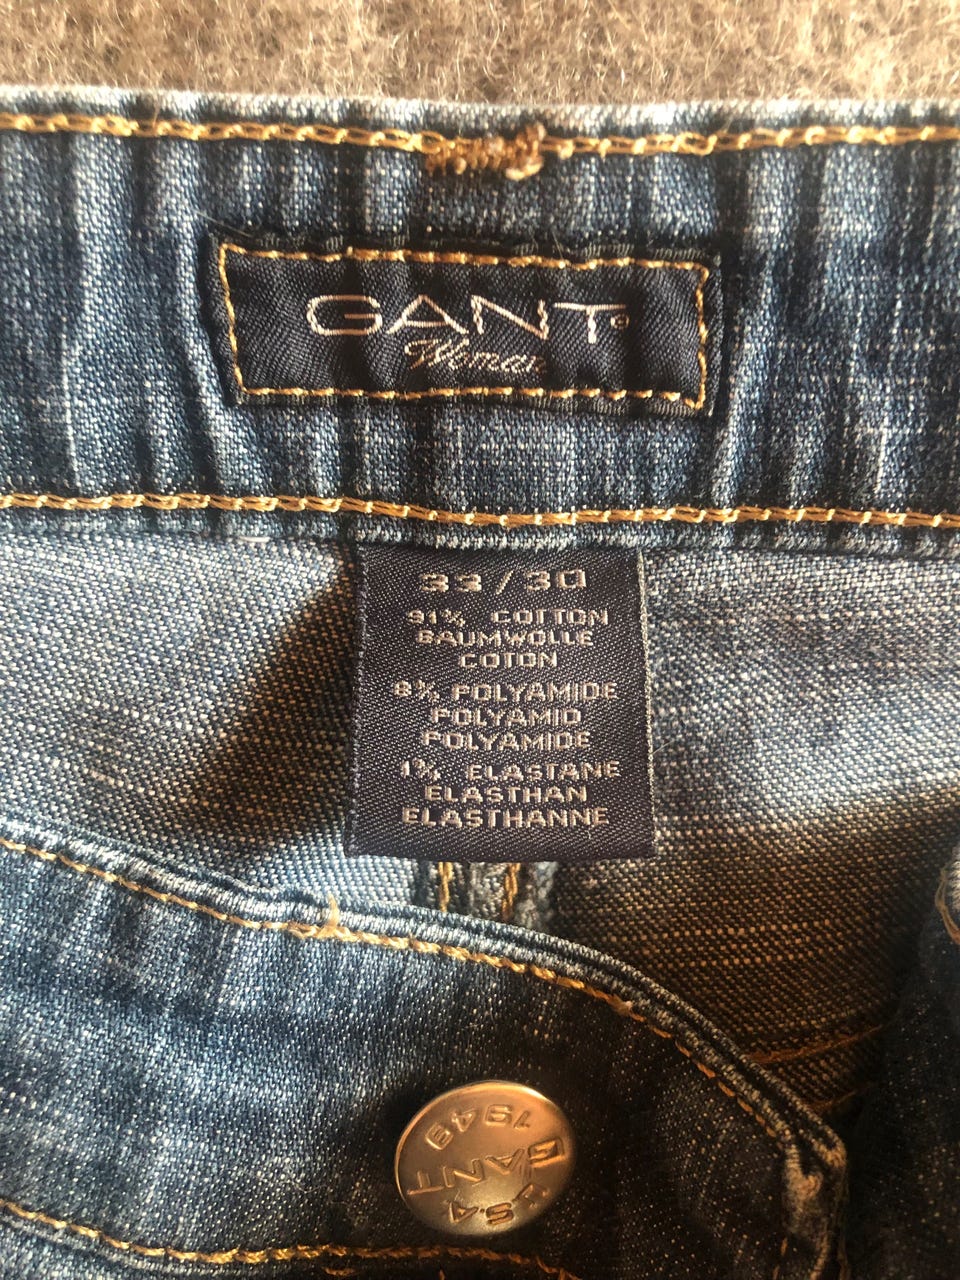 GANT®
Woman
33/30
91% COTTON
BAUMWOLLE
COTON
8% POLYAMIDE
POLYAMID
POLYAMIDE
1% ELASTANE
ELASTHAN
ELASTHANNE
U.S.A
GANT
1949